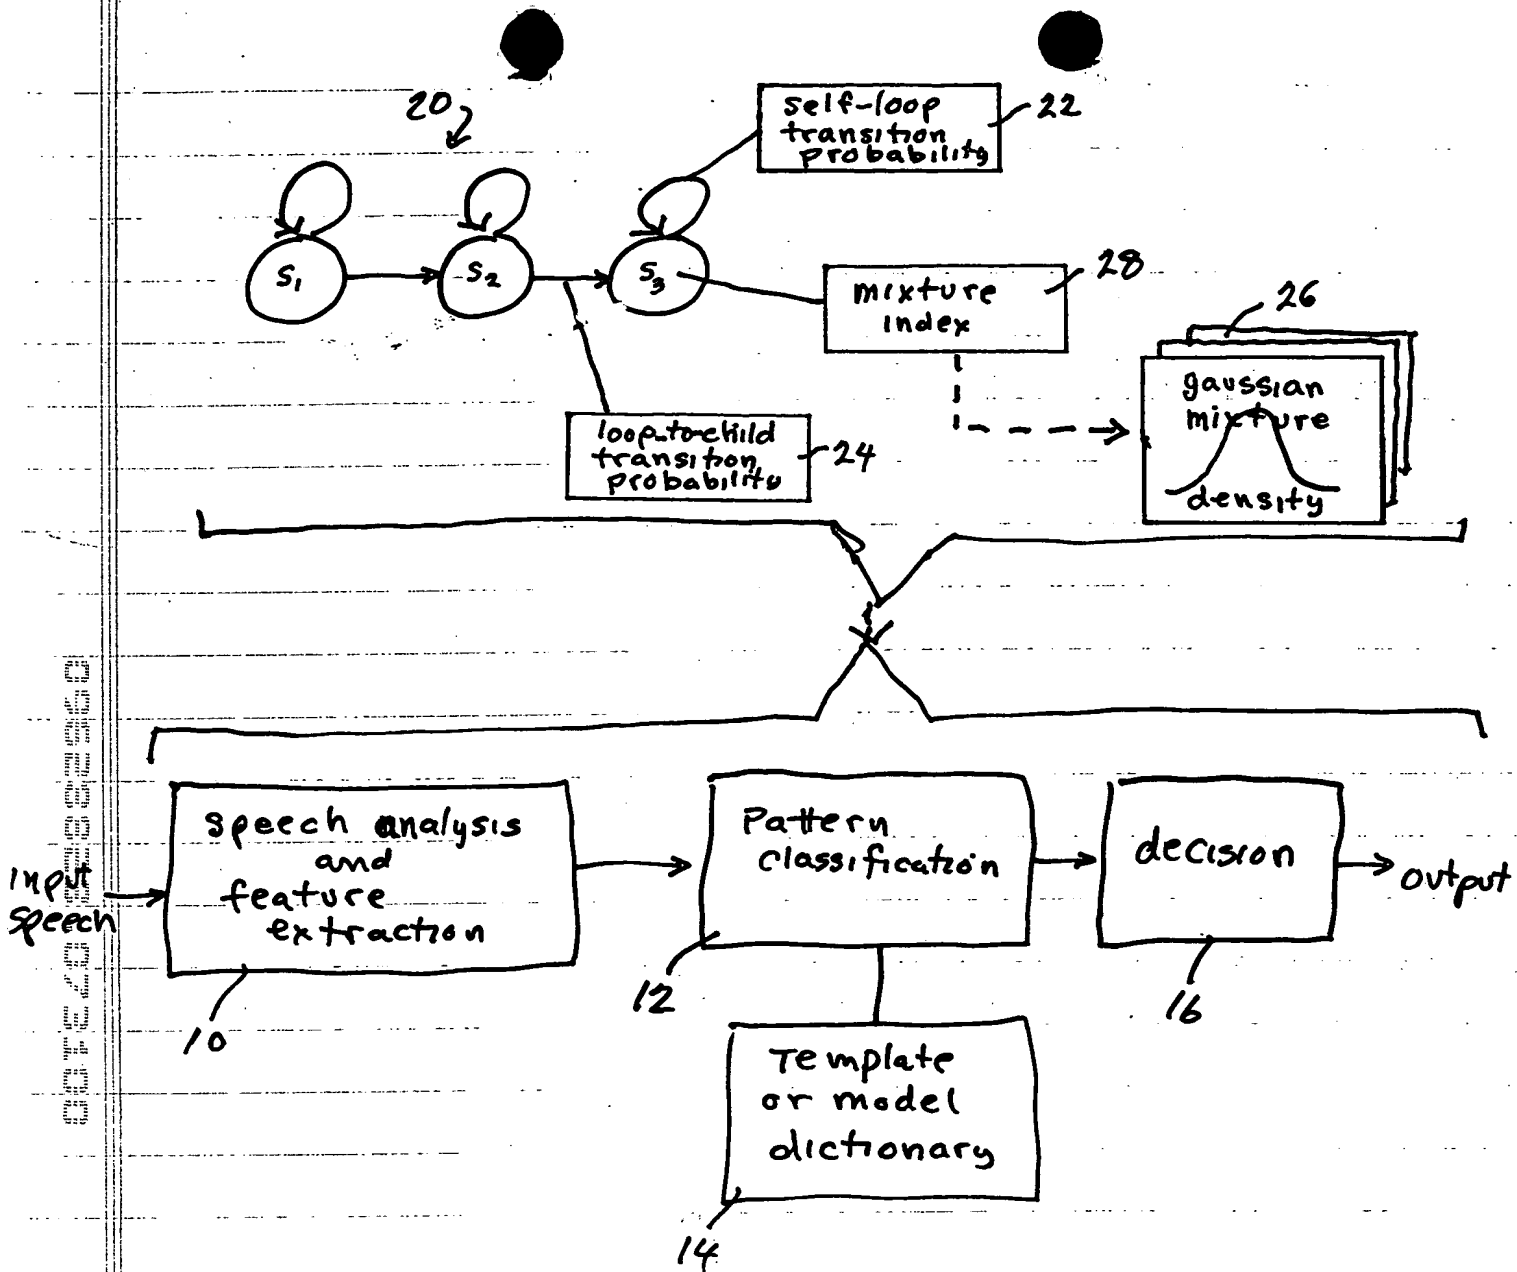 20
self-loop
transition
probability
22
S1
S2
S3
mixture
index
28
26
gaussian
mixture
density
loop-to-child
transition
probability
24
input
speech
speech analysis
and
feature
extraction
10
Pattern
classification
12
decision
16
output
Template
or model
dictionary
14